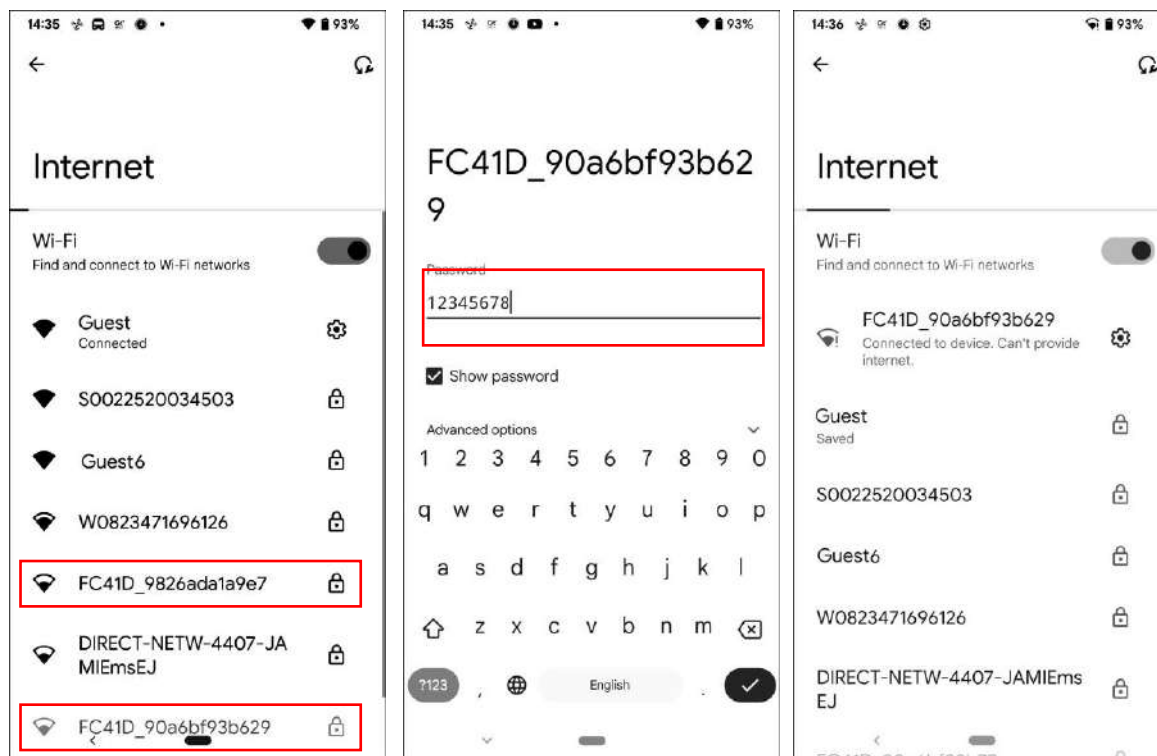 14:35
93%
Internet
Wi-Fi
Find and connect to Wi-Fi networks
Guest
Connected
S0022520034503
Guest6
W0823471696126
FC41D_9826ada1a9e7
DIRECT-NETW-4407-JA
MIEmsEJ
FC41D_90a6bf93b629
14:35
93%
FC41D_90a6bf93b62
9
Password
12345678
Show password
Advanced options
1 2 3 4 5 6 7 8 9 0
q w e r t y u i o p
a s d f g h j k l
z x c v b n m
?123 , English .
14:36
93%
Internet
Wi-Fi
Find and connect to Wi-Fi networks
FC41D_90a6bf93b629
Connected to device. Can't provide
internet.
Guest
Saved
S0022520034503
Guest6
W0823471696126
DIRECT-NETW-4407-JAMIEms
EJ